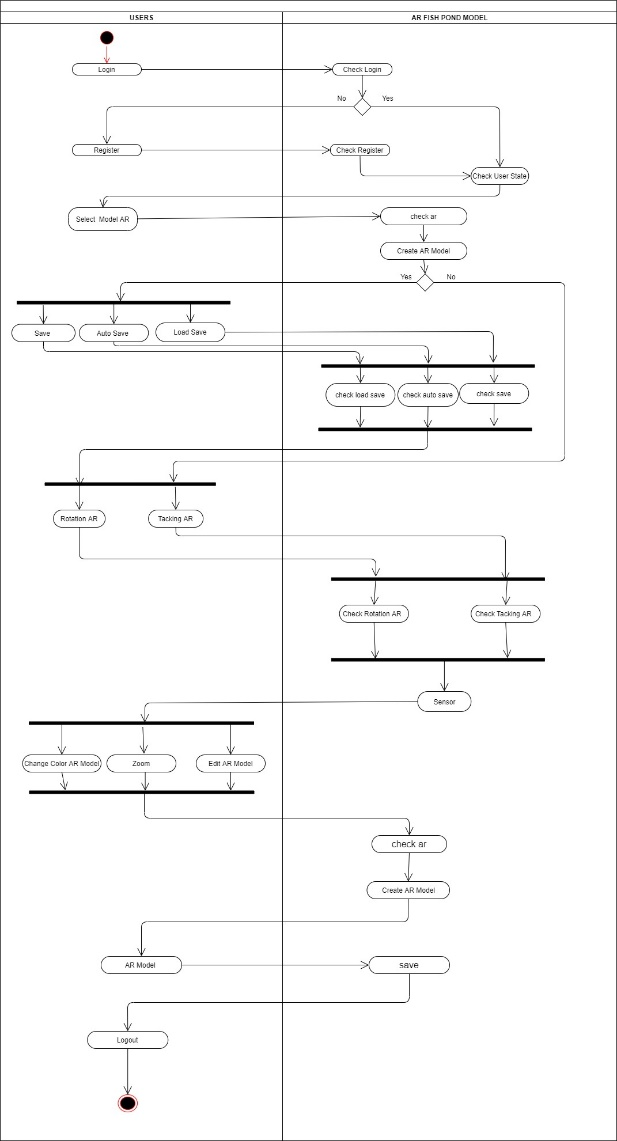 USERS
AR FISH POND MODEL
Login
Check Login
No
Yes
Register
Check Register
Check User State
Select Model AR
check ar
Create AR Model
Yes
No
Save
Auto Save
Load Save
check load save
check auto save
check save
Rotation AR
Tacking AR
Check Rotation AR
Check Tacking AR
Sensor
Change Color AR Model
Zoom
Edit AR Model
check ar
Create AR Model
AR Model
save
Logout